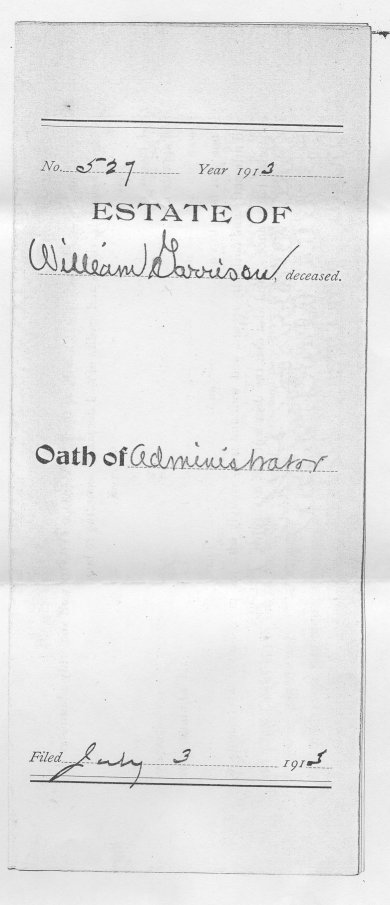 No. 527 Year 1913
ESTATE OF
William Garrison, deceased.
Oath of Administrator
Filed July 3 1913